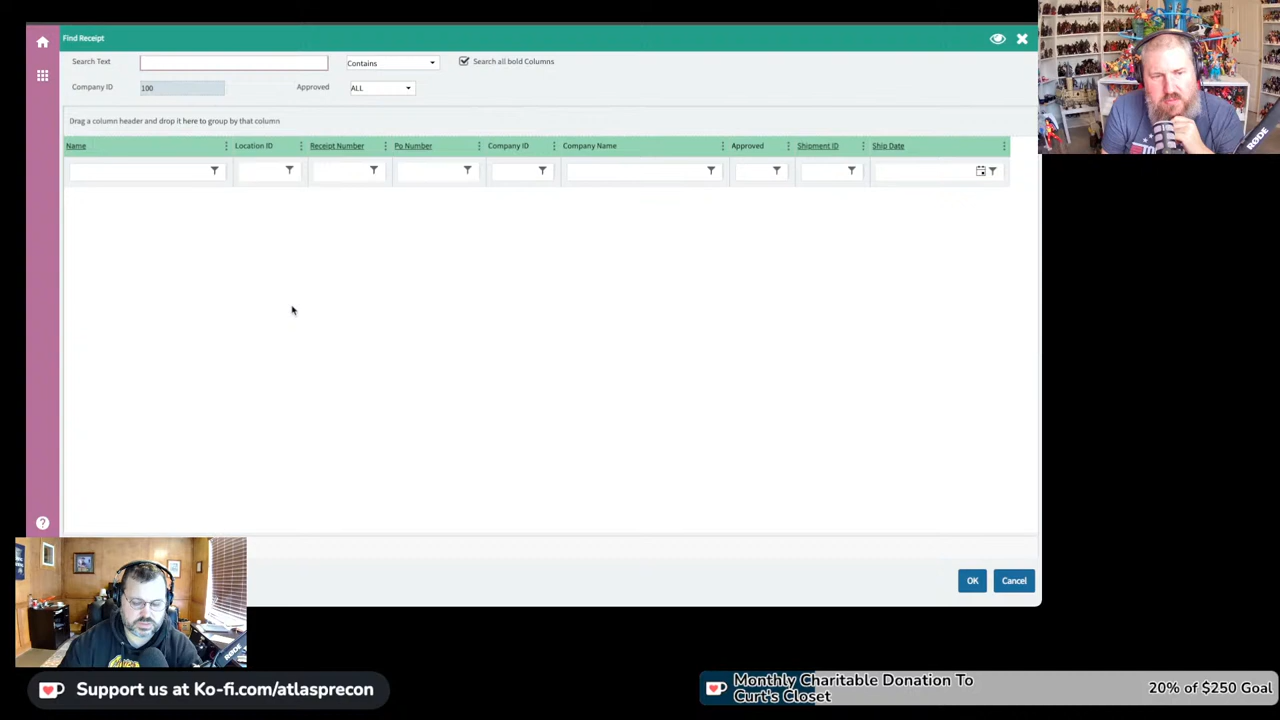 Find Receipt
Search Text
Contains
Search all bold Columns
Company ID
100
Approved
ALL
Drag a column header and drop it here to group by that column
Name Location ID Receipt Number Po Number Company ID Company Name Approved Shipment ID Ship Date
OK Cancel
RØDE
RØDE
Support us at Ko-fi.com/atlasprecon
Monthly Charitable Donation To
Curt's Closet
20% of $250 Goal